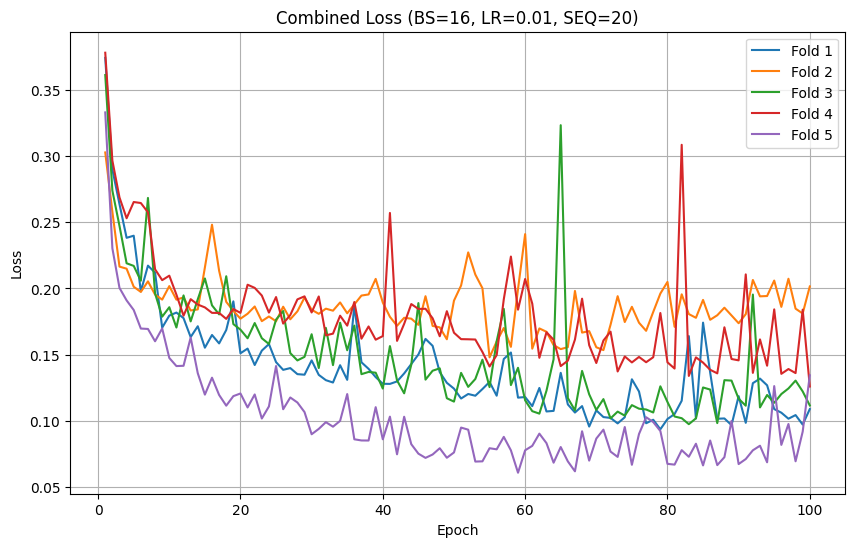 Combined Loss (BS=16, LR=0.01, SEQ=20)
Loss
0.35
0.30
0.25
0.20
0.15
0.10
0.05
0
20
40
60
80
100
Epoch
Fold 1
Fold 2
Fold 3
Fold 4
Fold 5